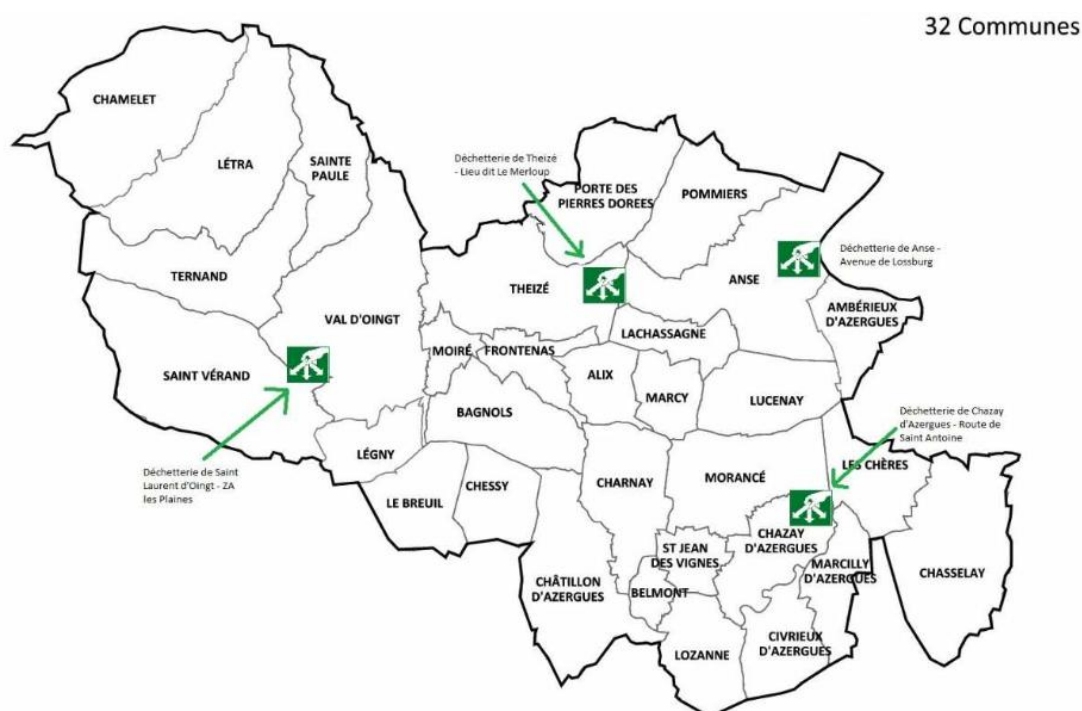 32 Communes
CHAMELET
LÉTRA
SAINTE
PAULE
Déchetterie de Theizé
- Lieu dit Le Merloup
PORTE DES
PIERRES DOREES
POMMIERS
Déchetterie de Anse -
Avenue de Lossburg
TERNAND
THEIZÉ
ANSE
AMBÉRIEUX
D'AZERGUES
VAL D'OINGT
LACHASSAGNE
MOIRÉ
FRONTENAS
SAINT VÉRAND
ALIX
MARCY
LUCENAY
BAGNOLS
Déchetterie de Chazay
d'Azergues - Route de
Saint Antoine
LÉGNY
LES CHÈRES
Déchetterie de Saint
Laurent d'Oingt - ZA
les Plaines
LE BREUIL
CHESSY
CHARNAY
MORANCÉ
CHAZAY
D'AZERGUES
ST JEAN
DES VIGNES
MARCILLY
D'AZERGUES
CHASSELAY
CHÂTILLON
D'AZERGUES
BELMONT
LOZANNE
CIVRIEUX
D'AZERGUES